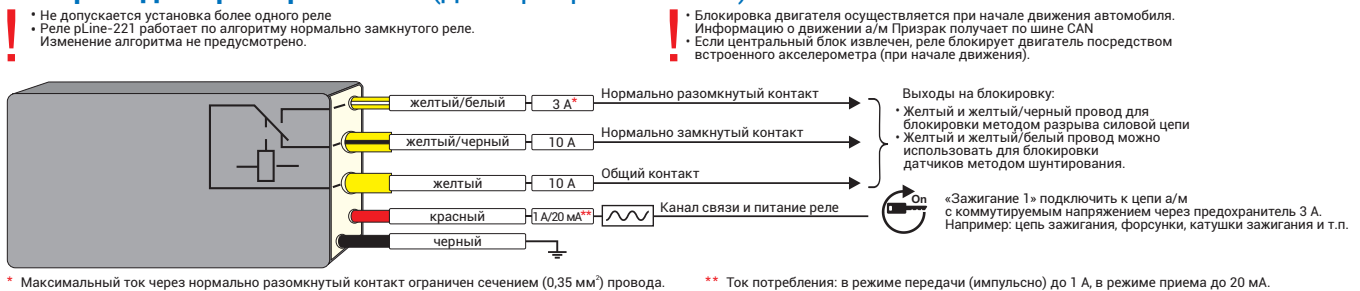 • Не допускается установка более одного реле
• Реле pLine-221 работает по алгоритму нормально замкнутого реле.
Изменение алгоритма не предусмотрено.
• Блокировка двигателя осуществляется при начале движения автомобиля.
Информацию о движении а/м Призрак получает по шине CAN
• Если центральный блок извлечен, реле блокирует двигатель посредством
встроенного акселерометра (при начале движения).
желтый/белый 3 А* Нормально разомкнутый контакт
желтый/черный 10 А Нормально замкнутый контакт
желтый 10 А Общий контакт
красный 1 А/20 мА** Канал связи и питание реле
черный
Выходы на блокировку:
• Желтый и желтый/черный провод для
блокировки методом разрыва силовой цепи
• Желтый и желтый/белый провод можно
использовать для блокировки
датчиков методом шунтирования.
On
«Зажигание 1» подключить к цепи а/м
с коммутируемым напряжением через предохранитель 3 А.
Например: цепь зажигания, форсунки, катушки зажигания и т.п.
* Максимальный ток через нормально разомкнутый контакт ограничен сечением (0,35 мм²) провода.
** Ток потребления: в режиме передачи (импульсно) до 1 А, в режиме приема до 20 мА.